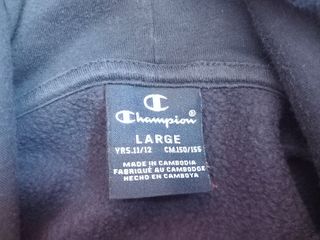 Champion®
LARGE
YRS.11/12 CM.150/155
MADE IN CAMBODIA
FABRIQUÉ AU CAMBODGE
HECHO EN CAMBOYA